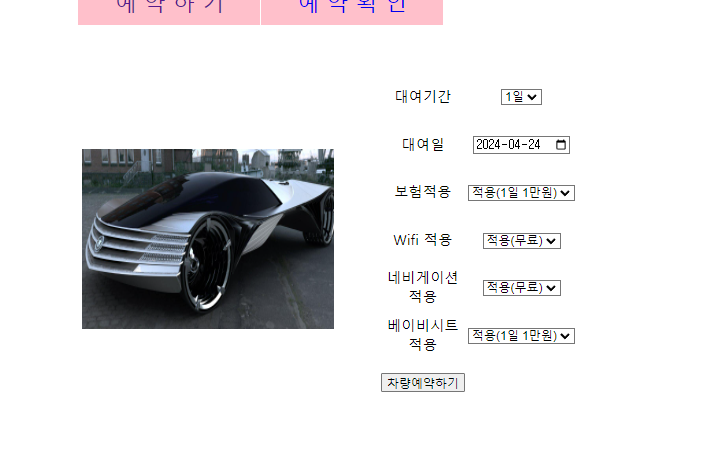 예 약 하 기
예 약 확 인
대여기간
1일
대여일
2024-04-24
보험적용
적용(1일 1만원)
Wifi 적용
적용(무료)
네비게이션
적용
적용(무료)
베이비시트
적용
적용(1일 1만원)
차량예약하기